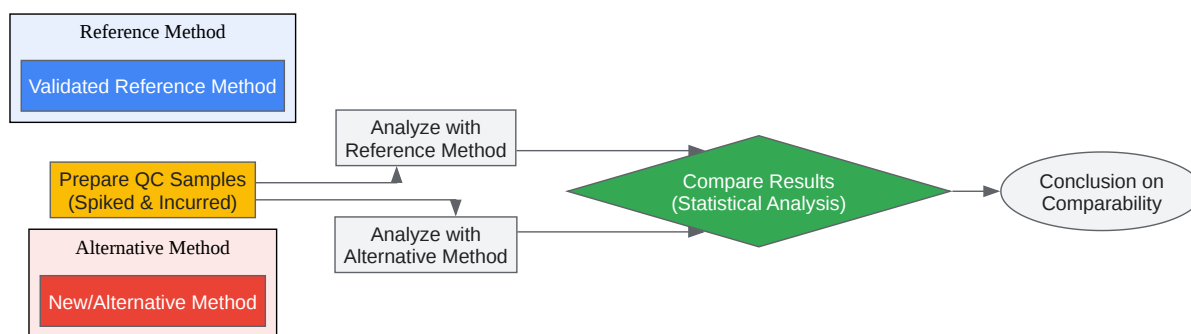 Reference Method
Validated Reference Method
Prepare QC Samples
(Spiked & Incurred)
Alternative Method
New/Alternative Method
Analyze with
Reference Method
Analyze with
Alternative Method
Compare Results
(Statistical Analysis)
Conclusion on
Comparability